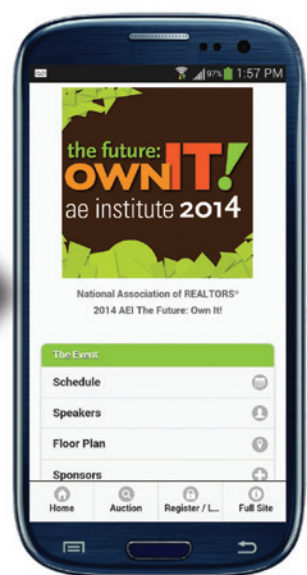 97% 1:57 PM
the future:
OWN IT!
ae institute 2014
National Association of REALTORS®
2014 AEI The Future: Own It!
The Event
Schedule
Speakers
Floor Plan
Sponsors
Home Auction Register / L... Full Site